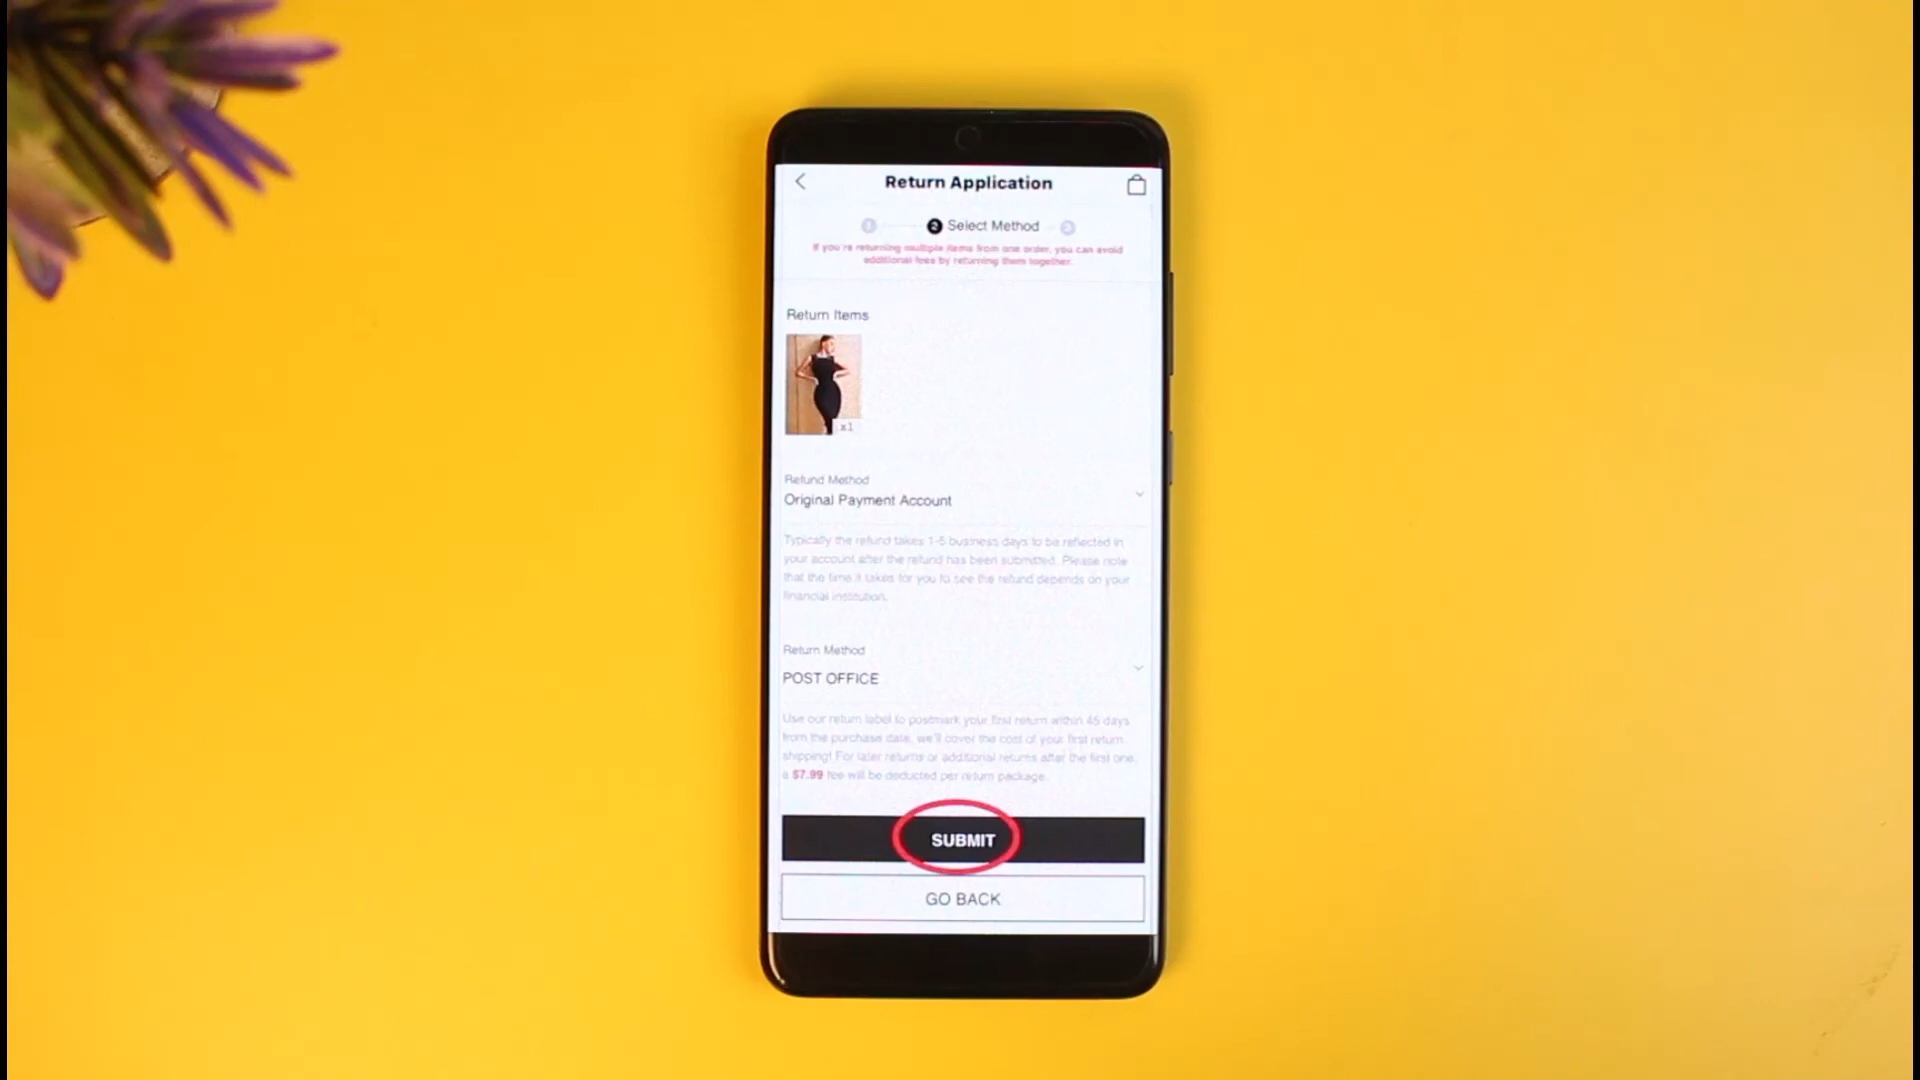 Return Application
1 2 Select Method 3
If you're returning multiple items from one order, you can avoid
additional fees by returning them together.
Return Items
x1
Refund Method
Original Payment Account
Typically the refund takes 1-5 business days to be reflected in
your account after the refund has been submitted. Please note
that the time it takes for you to see the refund depends on your
financial institution.
Return Method
POST OFFICE
Use our return label to postmark your first return within 45 days
from the purchase date, we'll cover the cost of your first return
shipping! For later returns or additional returns after the first one,
a $7.99 fee will be deducted per return package.
SUBMIT
GO BACK